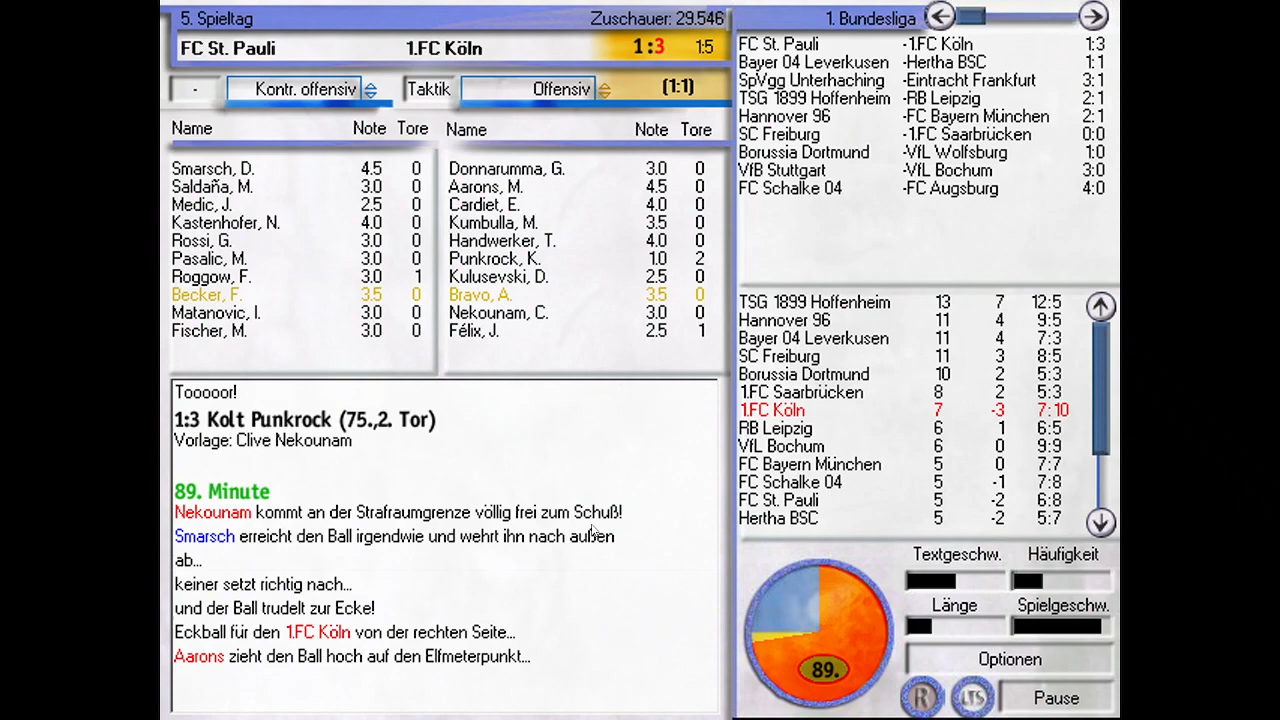 5. Spieltag Zuschauer: 29.546
FC St. Pauli 1.FC Köln 1:3 1:5
- Kontr. offensiv Taktik Offensiv (1:1)
Name Note Tore Name Note Tore
Smarsch, D. 4.5 0 Donnarumma, G. 3.0 0
Saldaña, M. 3.0 0 Aarons, M. 4.5 0
Medic, J. 2.5 0 Cardiet, E. 4.0 0
Kastenhofer, N. 4.0 0 Kumbulla, M. 3.5 0
Rossi, G. 3.0 0 Handwerker, T. 4.0 0
Pasalic, M. 3.0 0 Punkrock, K. 1.0 2
Roggow, F. 3.0 1 Kulusevski, D. 2.5 0
Becker, F. 3.5 0 Bravo, A. 3.5 0
Matanovic, I. 3.0 0 Nekounam, C. 3.0 0
Fischer, M. 3.0 0 Félix, J. 2.5 1
Tooooor!
1:3 Kolt Punkrock (75.,2. Tor)
Vorlage: Clive Nekounam
89. Minute
Nekounam kommt an der Strafraumgrenze völlig frei zum Schuß!
Smarsch erreicht den Ball irgendwie und wehrt ihn nach außen
ab...
keiner setzt richtig nach...
und der Ball trudelt zur Ecke!
Eckball für den 1.FC Köln von der rechten Seite...
Aarons zieht den Ball hoch auf den Elfmeterpunkt...
1. Bundesliga
FC St. Pauli -1.FC Köln 1:3
Bayer 04 Leverkusen -Hertha BSC 1:1
SpVgg Unterhaching -Eintracht Frankfurt 3:1
TSG 1899 Hoffenheim -RB Leipzig 2:1
Hannover 96 -FC Bayern München 2:1
SC Freiburg -1.FC Saarbrücken 0:0
Borussia Dortmund -VfL Wolfsburg 1:0
VfB Stuttgart -VfL Bochum 3:0
FC Schalke 04 -FC Augsburg 4:0
TSG 1899 Hoffenheim 13 7 12:5
Hannover 96 11 4 9:5
Bayer 04 Leverkusen 11 4 7:3
SC Freiburg 11 3 8:5
Borussia Dortmund 10 2 5:3
1.FC Saarbrücken 8 2 5:3
1.FC Köln 7 -3 7:10
RB Leipzig 6 1 6:5
VfL Bochum 6 0 9:9
FC Bayern München 5 0 7:7
FC Schalke 04 5 -1 7:8
FC St. Pauli 5 -2 6:8
Hertha BSC 5 -2 5:7
Textgeschw. Häufigkeit
Länge Spielgeschw.
89.
Optionen
R LTS Pause